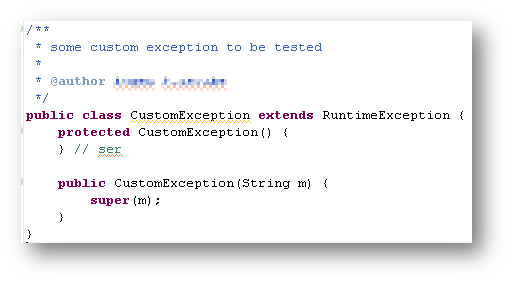 /**
 * some custom exception to be tested
 *
 * @author
 */
public class CustomException extends RuntimeException {
    protected CustomException() {
    } // ser

    public CustomException(String m) {
        super(m);
    }
}